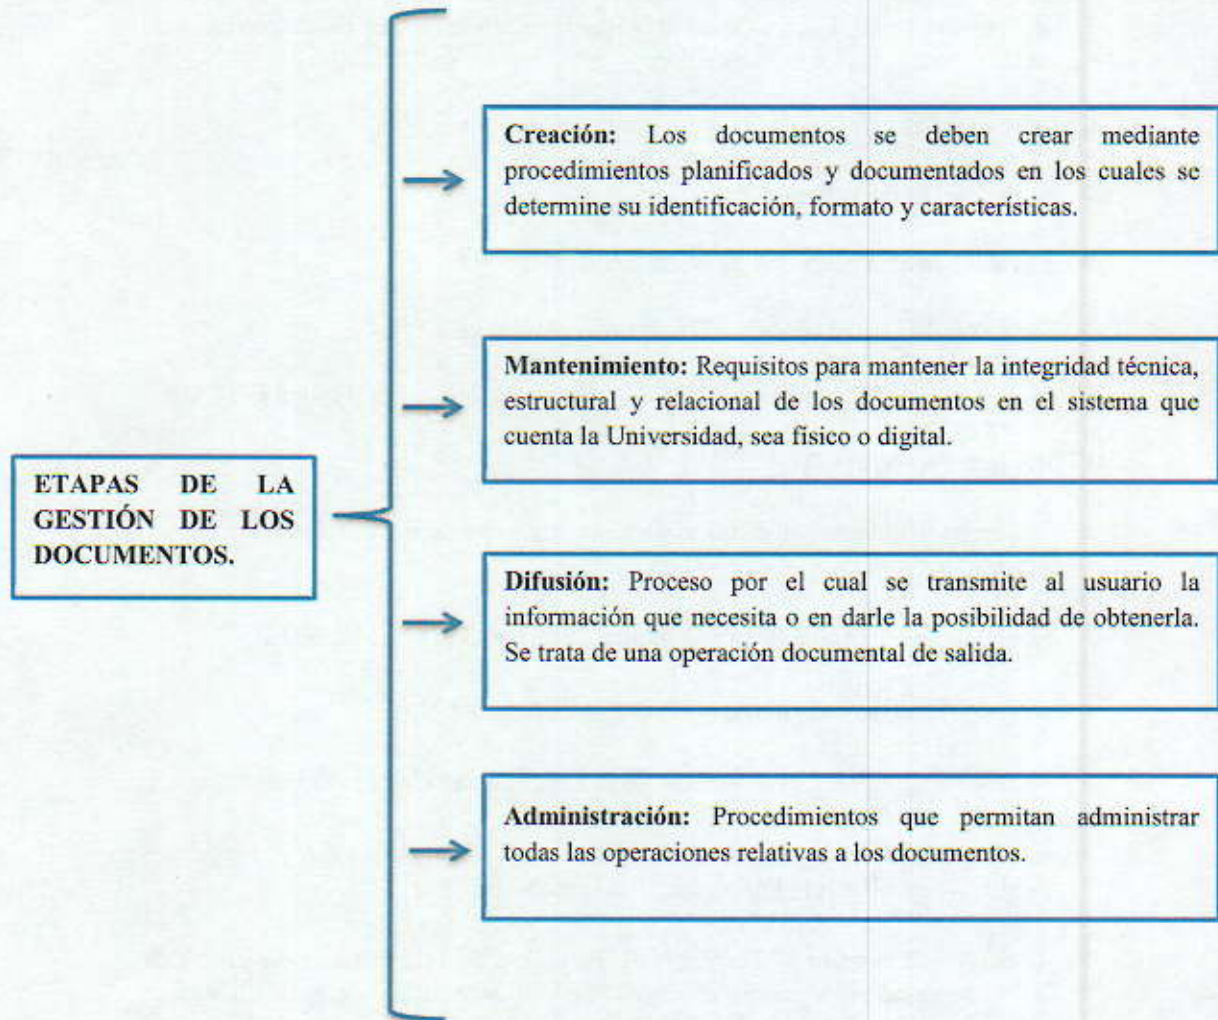 Creación: Los documentos se deben crear mediante
procedimientos planificados y documentados en los cuales se
determine su identificación, formato y características.
Mantenimiento: Requisitos para mantener la integridad técnica,
estructural y relacional de los documentos en el sistema que
cuenta la Universidad, sea físico o digital.
ETAPAS DE LA
GESTIÓN DE LOS
DOCUMENTOS.
Difusión: Proceso por el cual se transmite al usuario la
información que necesita o en darle la posibilidad de obtenerla.
Se trata de una operación documental de salida.
Administración: Procedimientos que permitan administrar
todas las operaciones relativas a los documentos.